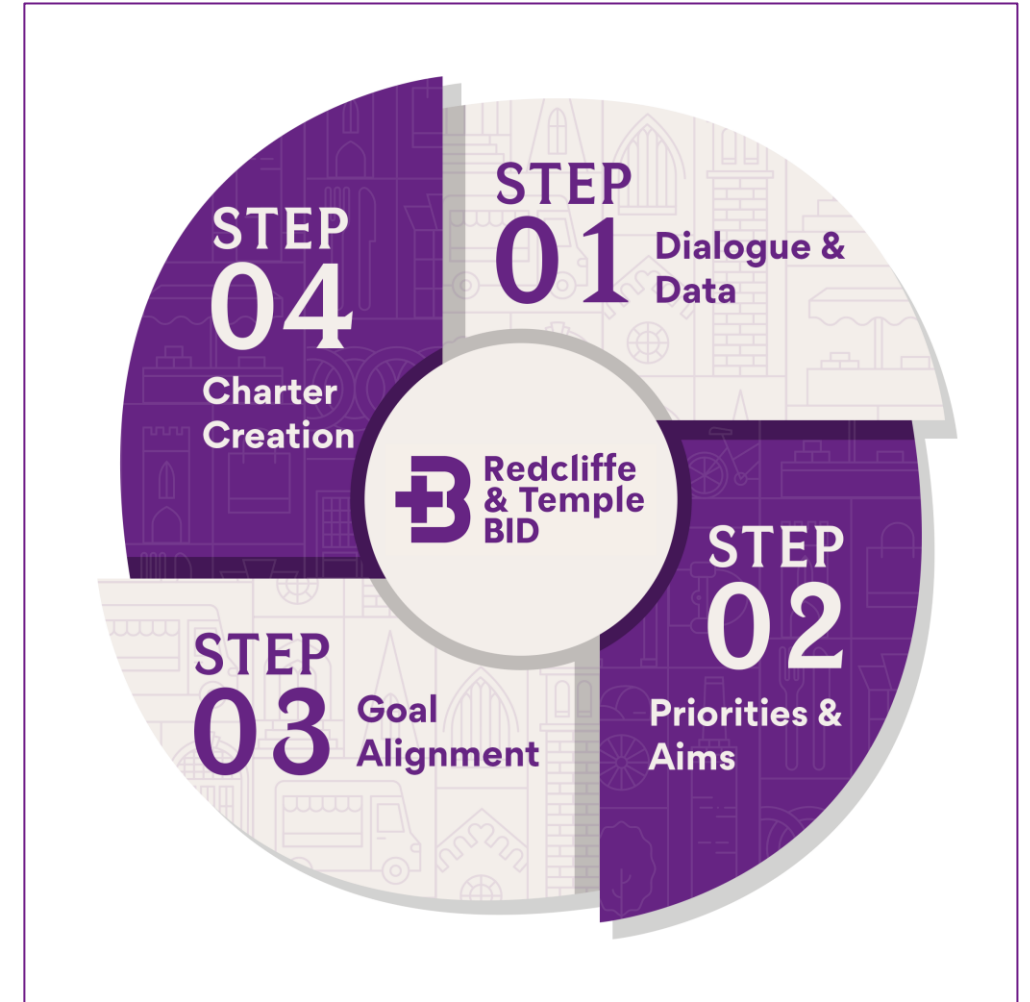 STEP
01
Dialogue &
Data
STEP
02
Priorities &
Aims
STEP
03
Goal
Alignment
STEP
04
Charter
Creation
Redcliffe
& Temple
BID